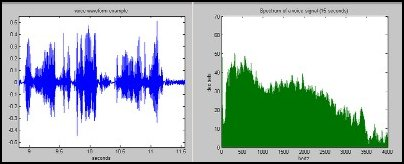 voice waveform example
0.5
0.4
0.3
0.2
0.1
0
-0.1
-0.2
-0.3
-0.4
-0.5
9 9.5 10 10.5 11 11.5
seconds
Spectrum of a voice signal (15 seconds)
70
60
50
40
30
20
10
0
decibels
0 500 1000 1500 2000 2500 3000 3500 4000
hertz